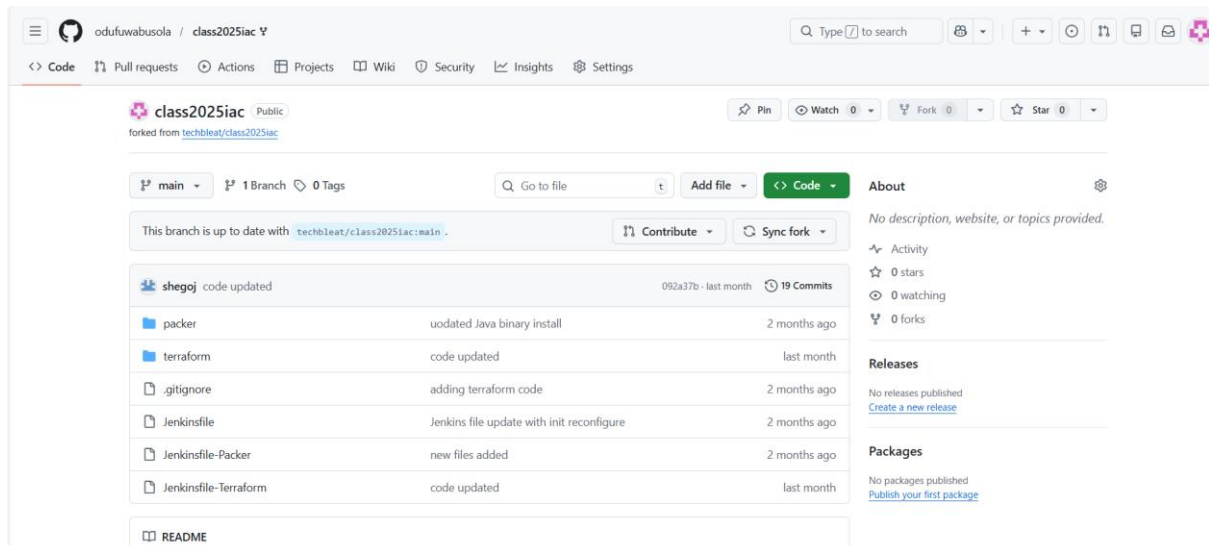 odufuwabusola / class2025iac
Type / to search
Code Pull requests Actions Projects Wiki Security Insights Settings
class2025iac Public
Pin Watch 0 Fork 0 Star 0
forked from techbleat/class2025iac
main 1 Branch 0 Tags Go to file t Add file Code
This branch is up to date with techbleat/class2025iac:main .
Contribute Sync fork
shegoj code updated 092a37b · last month 19 Commits
packer uodated Java binary install 2 months ago
terraform code updated last month
.gitignore adding terraform code 2 months ago
Jenkinsfile Jenkins file update with init reconfigure 2 months ago
Jenkinsfile-Packer new files added 2 months ago
Jenkinsfile-Terraform code updated last month
README
About
No description, website, or topics provided.
Activity
0 stars
0 watching
0 forks
Releases
No releases published
Create a new release
Packages
No packages published
Publish your first package